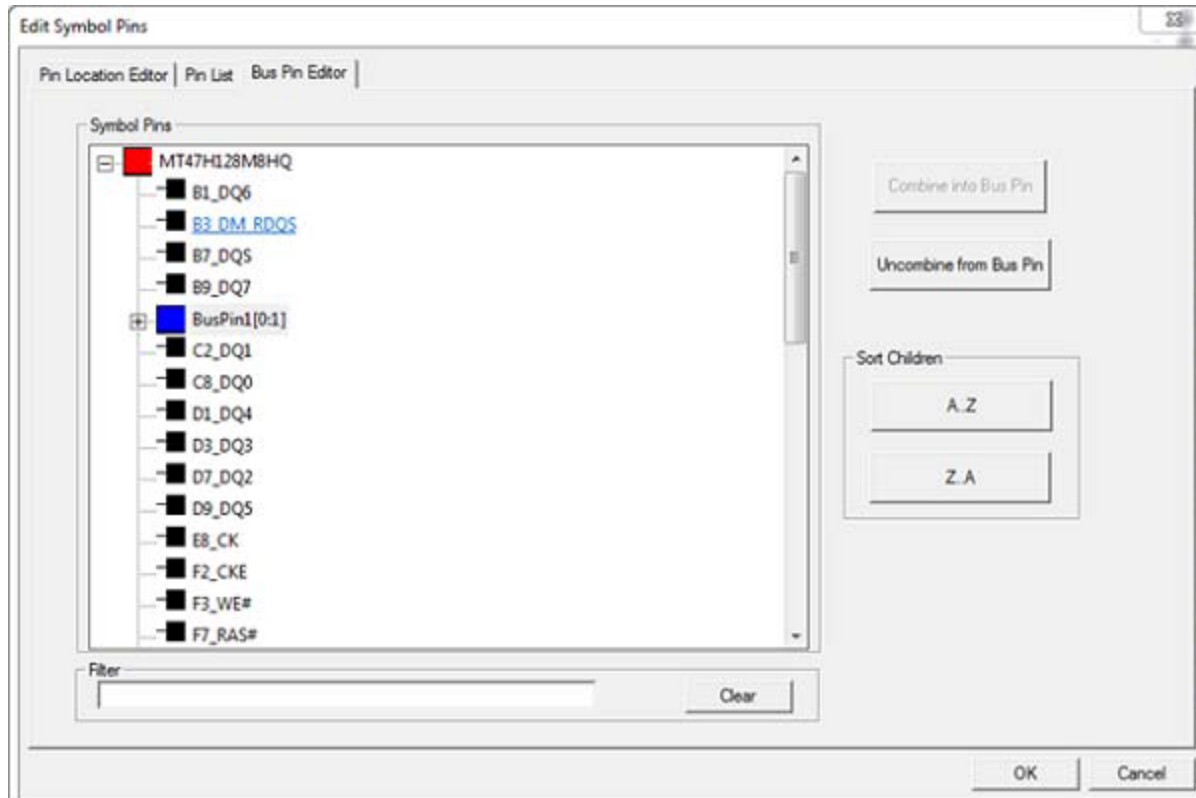 Edit Symbol Pins
Pin Location Editor Pin List Bus Pin Editor
Symbol Pins
MT47H128M8HQ
B1_DQ6
B3_DM_RDQS
B7_DQS
B9_DQ7
BusPin1[0:1]
C2_DQ1
C8_DQ0
D1_DQ4
D3_DQ3
D7_DQ2
D9_DQ5
E8_CK
F2_CKE
F3_WE#
F7_RAS#
Combine into Bus Pin
Uncombine from Bus Pin
Sort Children
A..Z
Z..A
Filter
Clear
OK Cancel